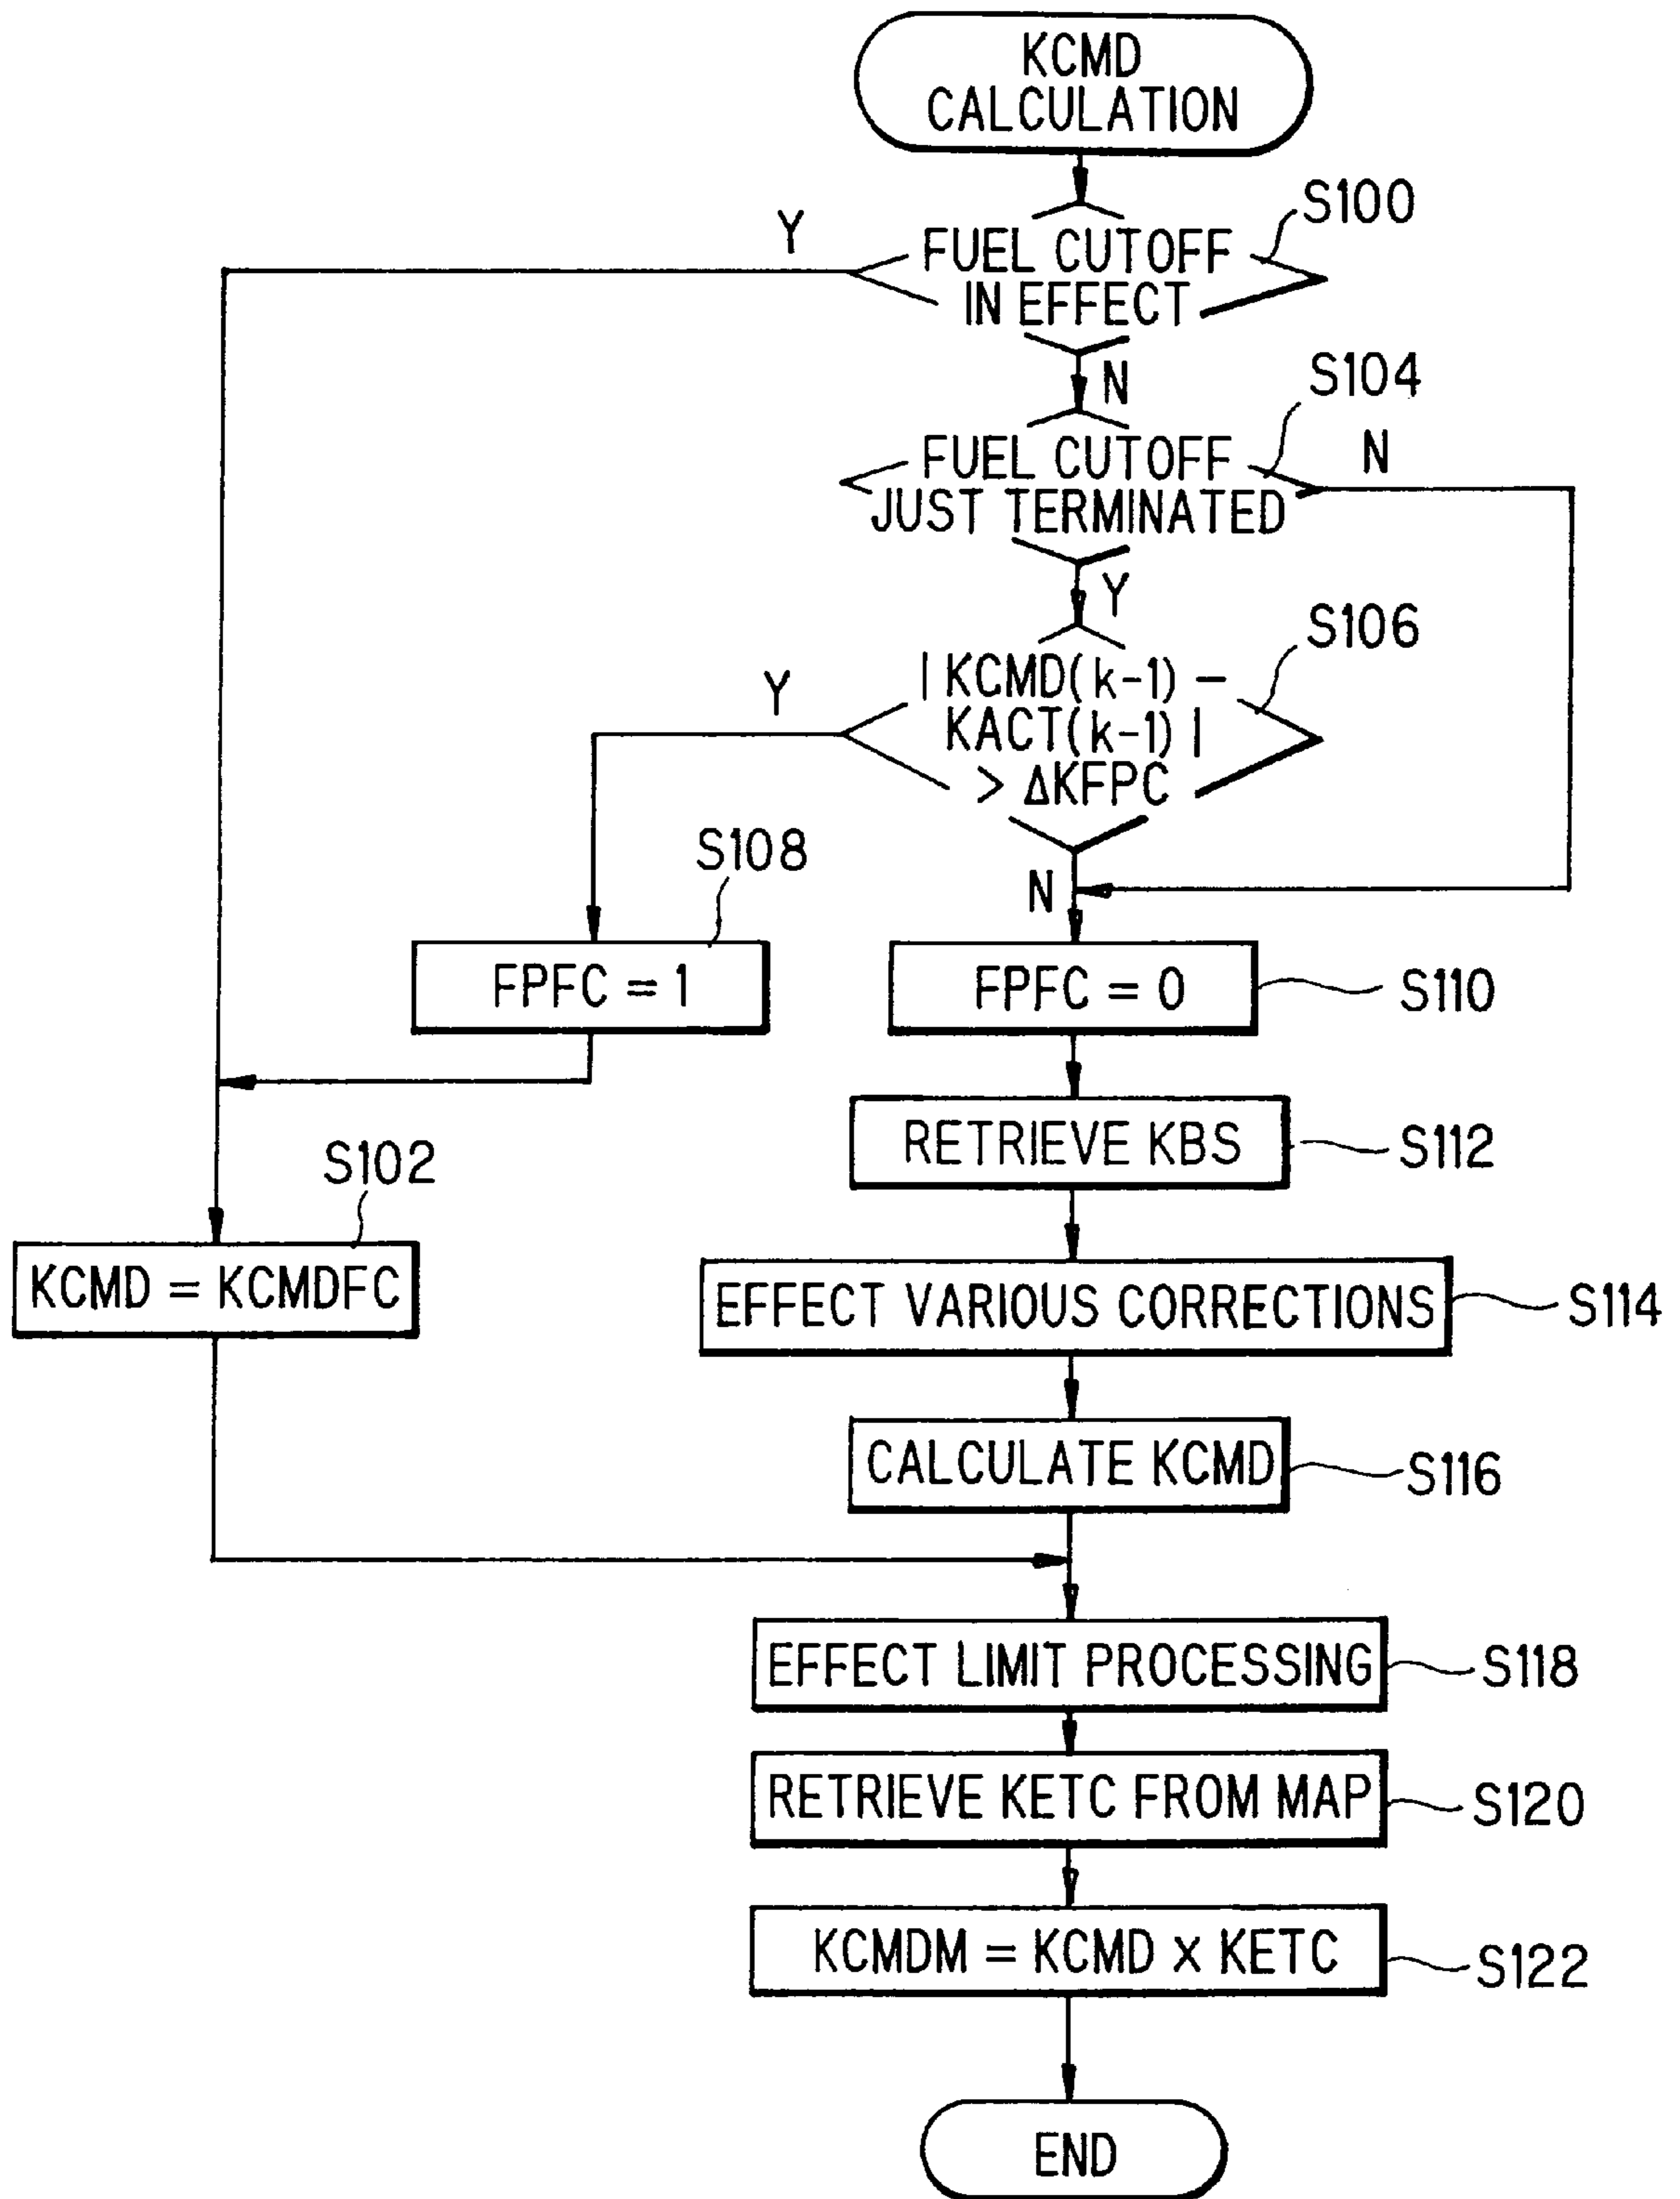 KCMD
CALCULATION
S100
Y
FUEL CUTOFF
IN EFFECT
N
S104
FUEL CUTOFF
JUST TERMINATED
N
Y
S106
Y
| KCMD(k-1) –
KACT(k-1) |
> ΔKFPC
N
S108
FPFC = 1
FPFC = 0
S110
RETRIEVE KBS
S112
S102
KCMD = KCMDFC
EFFECT VARIOUS CORRECTIONS
S114
CALCULATE KCMD
S116
EFFECT LIMIT PROCESSING
S118
RETRIEVE KETC FROM MAP
S120
KCMDM = KCMD x KETC
S122
END